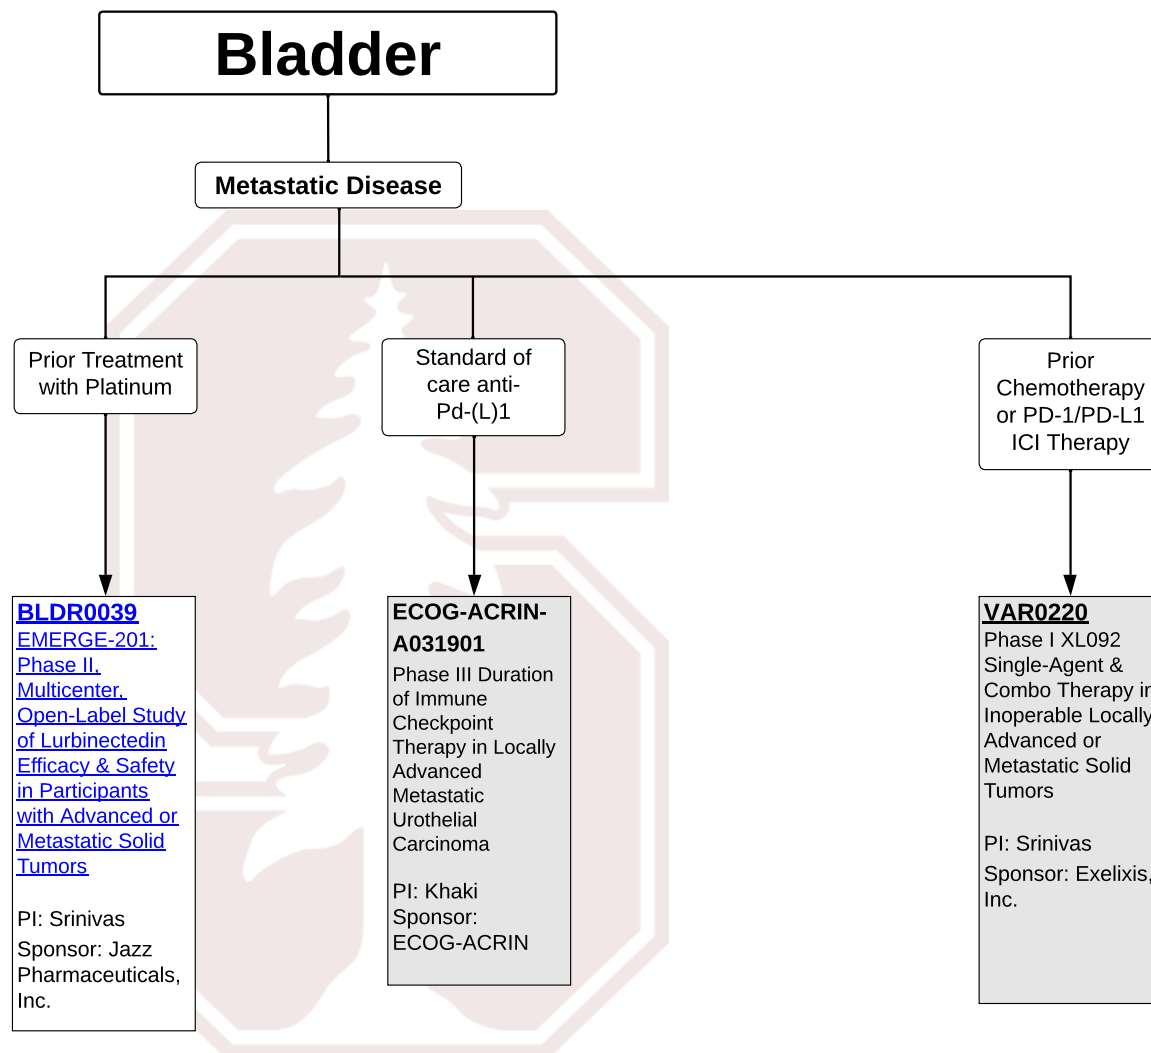 Bladder
Metastatic Disease
Prior Treatment
with Platinum
Standard of
care anti-
Pd-(L)1
Prior
Chemotherapy
or PD-1/PD-L1
ICI Therapy
BLDR0039
EMERGE-201:
Phase II,
Multicenter,
Open-Label Study
of Lurbinectedin
Efficacy & Safety
in Participants
with Advanced or
Metastatic Solid
Tumors
PI: Srinivas
Sponsor: Jazz
Pharmaceuticals,
Inc.
ECOG-ACRIN-
A031901
Phase III Duration
of Immune
Checkpoint
Therapy in Locally
Advanced
Metastatic
Urothelial
Carcinoma
PI: Khaki
Sponsor:
ECOG-ACRIN
VAR0220
Phase I XL092
Single-Agent &
Combo Therapy in
Inoperable Locally
Advanced or
Metastatic Solid
Tumors
PI: Srinivas
Sponsor: Exelixis,
Inc.